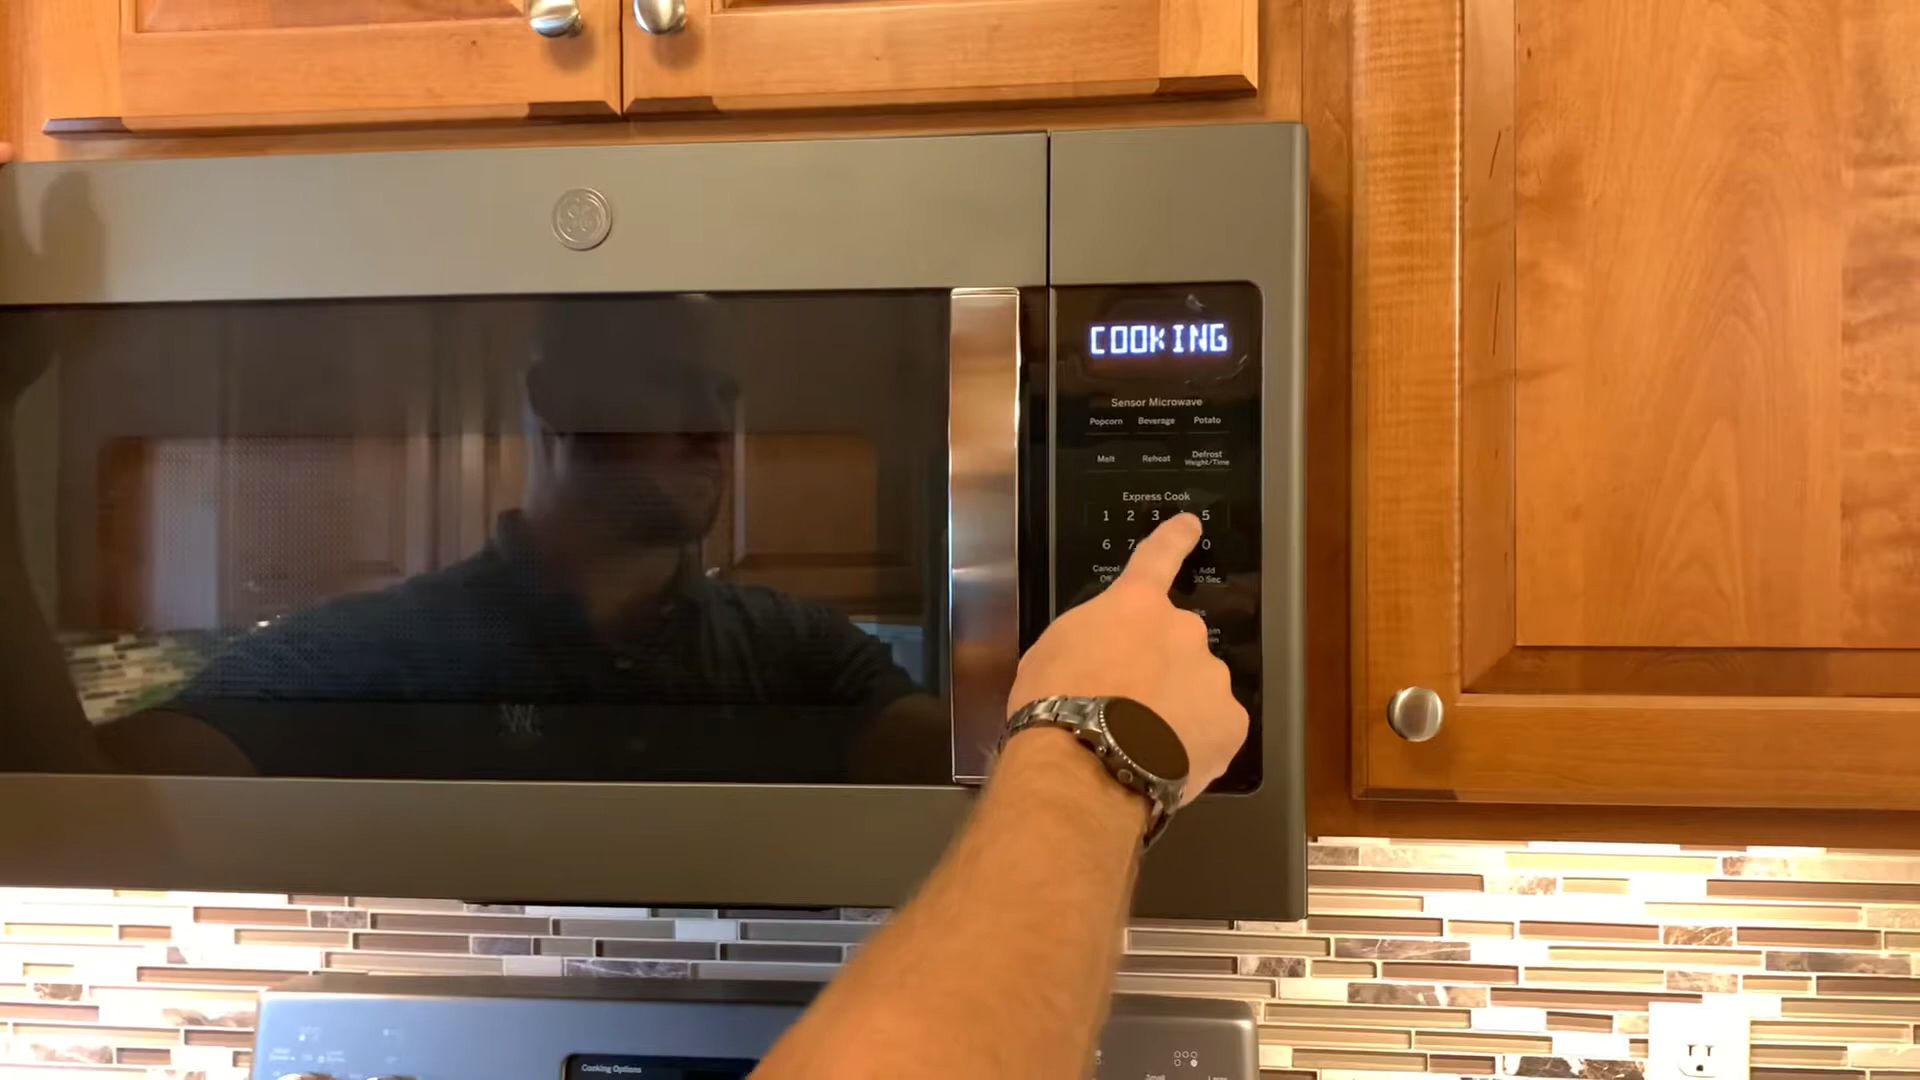 COOKING
Sensor Microwave
Popcorn Beverage Potato
Melt Reheat Defrost
Weight/Time
Express Cook
1 2 3 5
6 7 0
Cancel Add
Off 30 Sec
Cooking Options